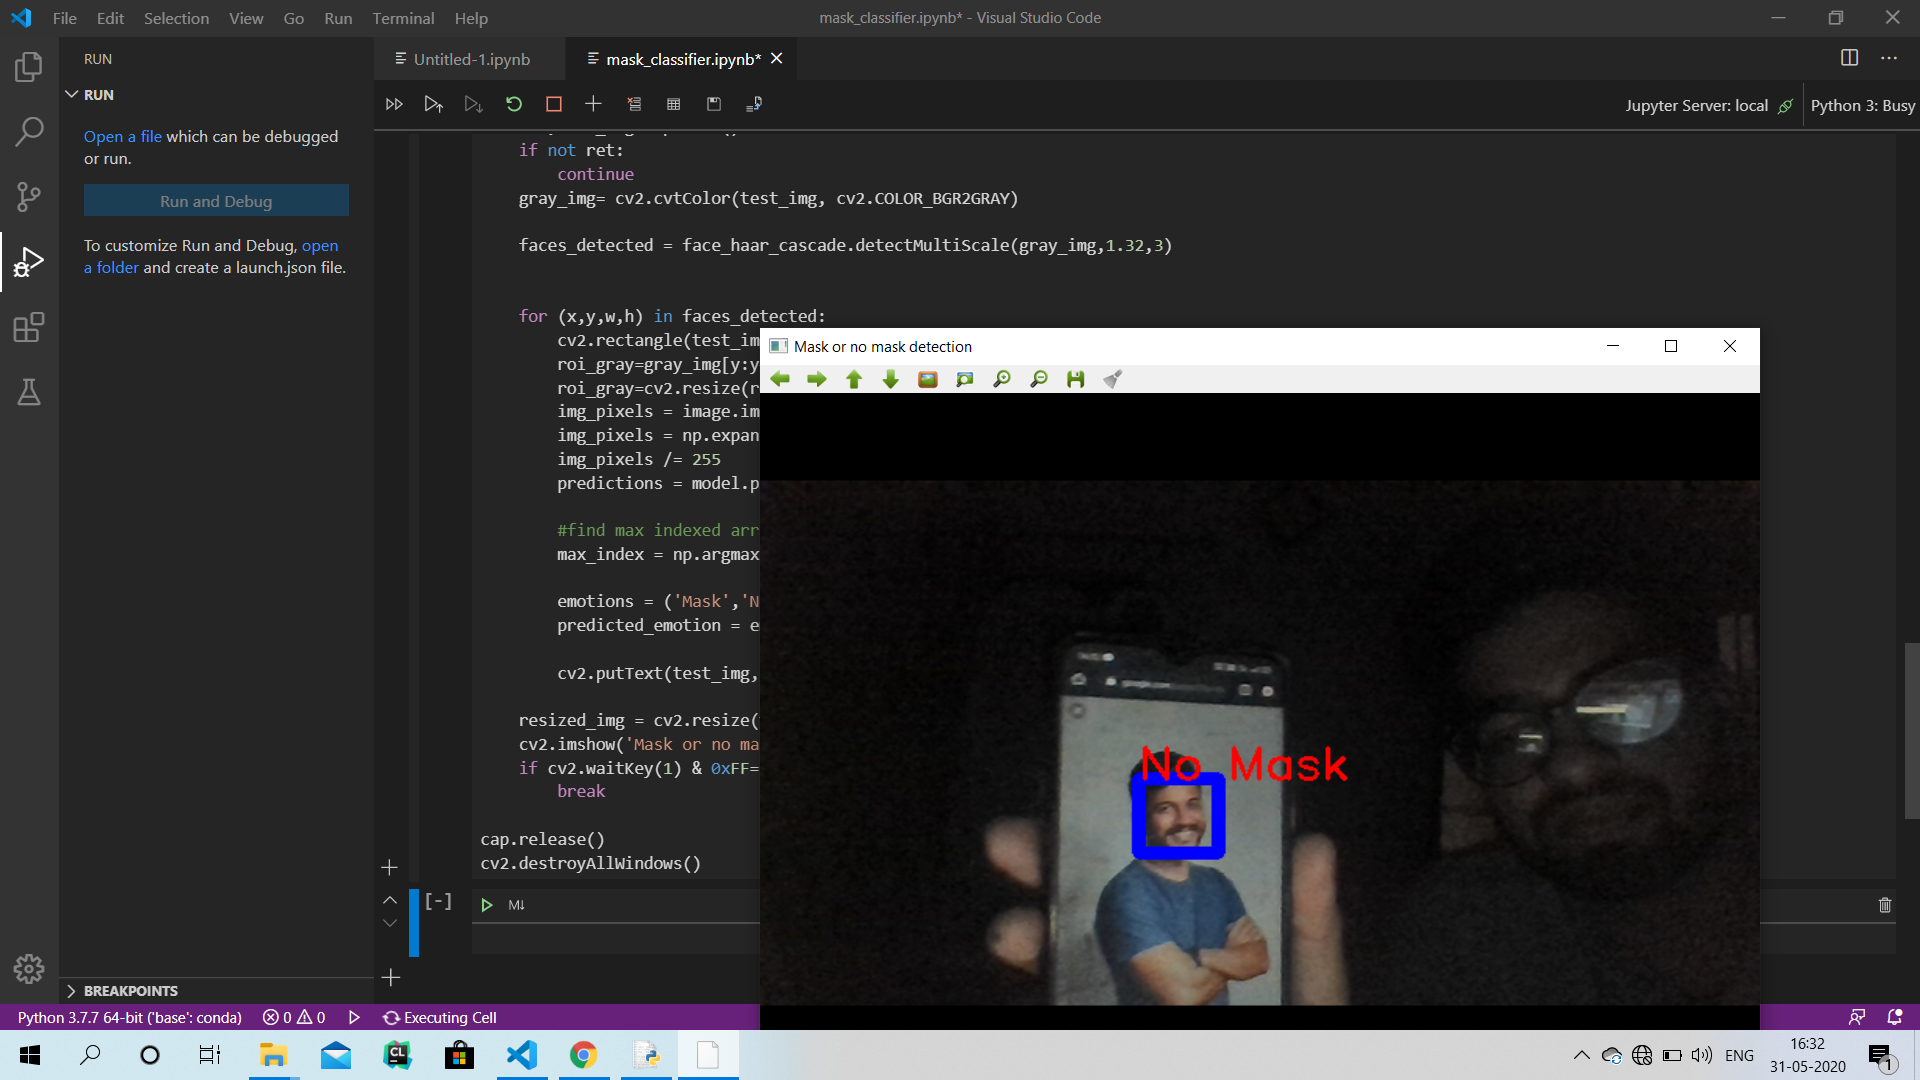 File Edit Selection View Go Run Terminal Help
mask_classifier.ipynb* - Visual Studio Code
RUN
Untitled-1.ipynb
mask_classifier.ipynb*
RUN
Jupyter Server: local
Python 3: Busy
Open a file which can be debugged
or run.
Run and Debug
To customize Run and Debug, open
a folder and create a launch.json file.
if not ret:
continue
gray_img= cv2.cvtColor(test_img, cv2.COLOR_BGR2GRAY)
faces_detected = face_haar_cascade.detectMultiScale(gray_img,1.32,3)
for (x,y,w,h) in faces_detected:
cv2.rectangle(test_im
roi_gray=gray_img[y:y
roi_gray=cv2.resize(r
img_pixels = image.im
img_pixels = np.expan
img_pixels /= 255
predictions = model.p
#find max indexed arr
max_index = np.argmax
emotions = ('Mask','N
predicted_emotion = e
cv2.putText(test_img,
resized_img = cv2.resize(
cv2.imshow('Mask or no ma
if cv2.waitKey(1) & 0xFF=
break
cap.release()
cv2.destroyAllWindows()
[-]
M↓
Mask or no mask detection
No Mask
BREAKPOINTS
Python 3.7.7 64-bit ('base': conda)
0
0
Executing Cell
CL
ENG
16:32
31-05-2020
1